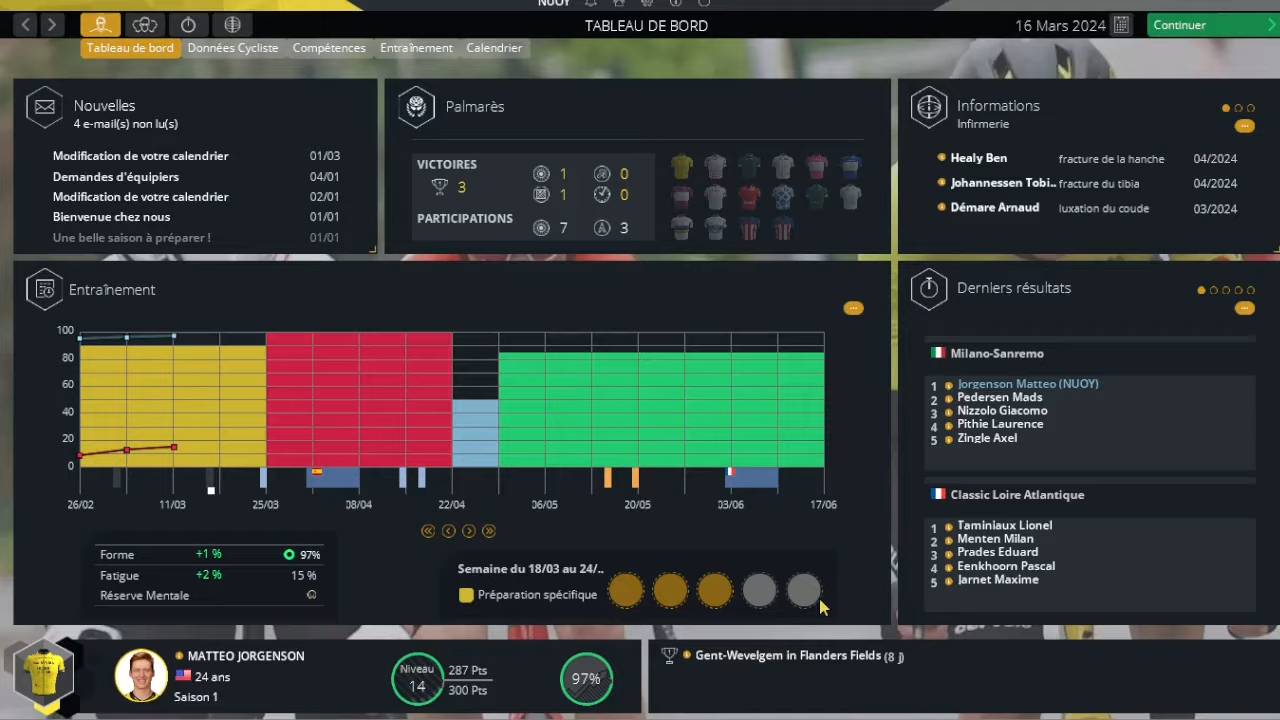 NUOY
TABLEAU DE BORD
16 Mars 2024
Continuer
Tableau de bord
Données Cycliste
Compétences
Entraînement
Calendrier
Nouvelles
4 e-mail(s) non lu(s)
Modification de votre calendrier 01/03
Demandes d'équipiers 04/01
Modification de votre calendrier 02/01
Bienvenue chez nous 01/01
Une belle saison à préparer ! 01/01
Palmarès
VICTOIRES
3
1 0
1 0
PARTICIPATIONS
7 3
Informations
Infirmerie
Healy Ben fracture de la hanche 04/2024
Johannessen Tobi.. fracture du tibia 04/2024
Démare Arnaud luxation du coude 03/2024
Entraînement
100
80
60
40
20
0
26/02 11/03 25/03 08/04 22/04 06/05 20/05 03/06 17/06
Forme +1 % 97%
Fatigue +2 % 15 %
Réserve Mentale
Semaine du 18/03 au 24/..
Préparation spécifique
Derniers résultats
Milano-Sanremo
1 Jorgenson Matteo (NUOY)
2 Pedersen Mads
3 Nizzolo Giacomo
4 Pithie Laurence
5 Zingle Axel
Classic Loire Atlantique
1 Taminiaux Lionel
2 Menten Milan
3 Prades Eduard
4 Eenkhoorn Pascal
5 Jarnet Maxime
MATTEO JORGENSON
24 ans
Saison 1
Niveau
14
287 Pts
300 Pts
97%
Gent-Wevelgem in Flanders Fields (8 j)